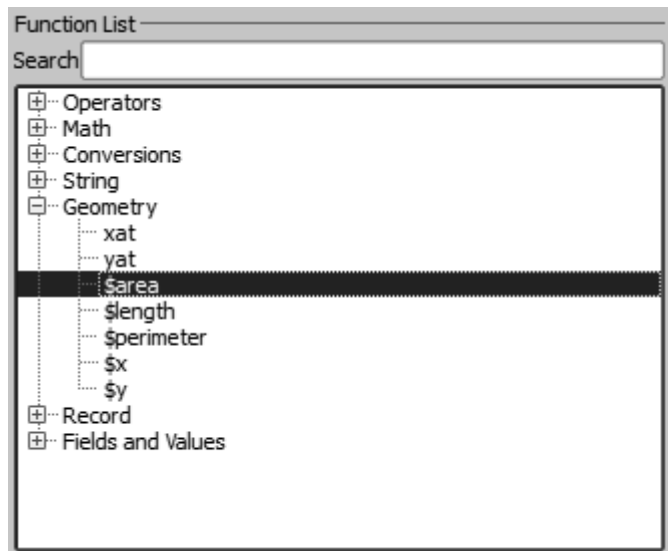 Function List
Search
Operators
Math
Conversions
String
Geometry
xat
yat
$area
$length
$perimeter
$x
$y
Record
Fields and Values